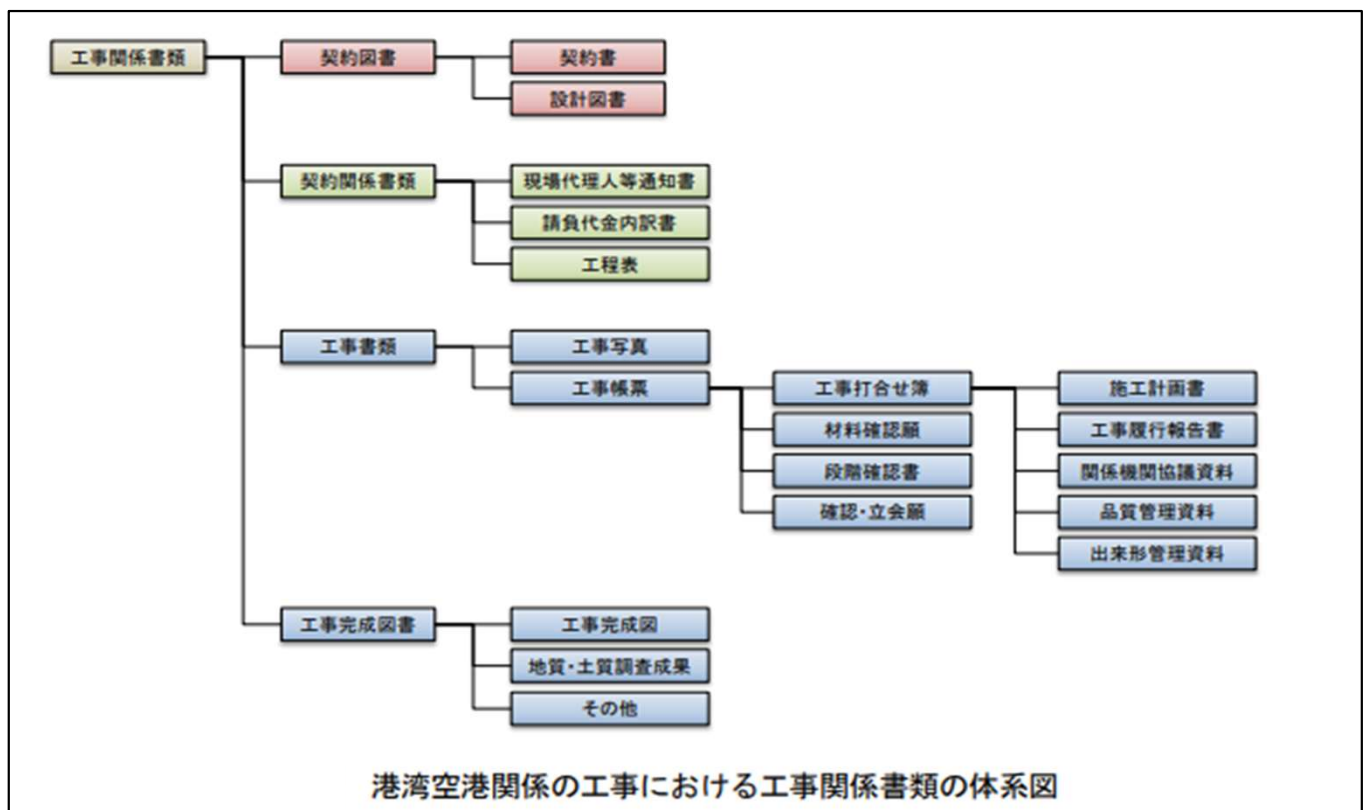 工事関係書類
契約図書
契約書
設計図書
契約関係書類
現場代理人等通知書
請負代金内訳書
工程表
工事書類
工事写真
工事帳票
工事打合せ簿
施工計画書
工事履行報告書
関係機関協議資料
品質管理資料
出来形管理資料
材料確認願
段階確認書
確認・立会願
工事完成図書
工事完成図
地質・土質調査成果
その他
港湾空港関係の工事における工事関係書類の体系図